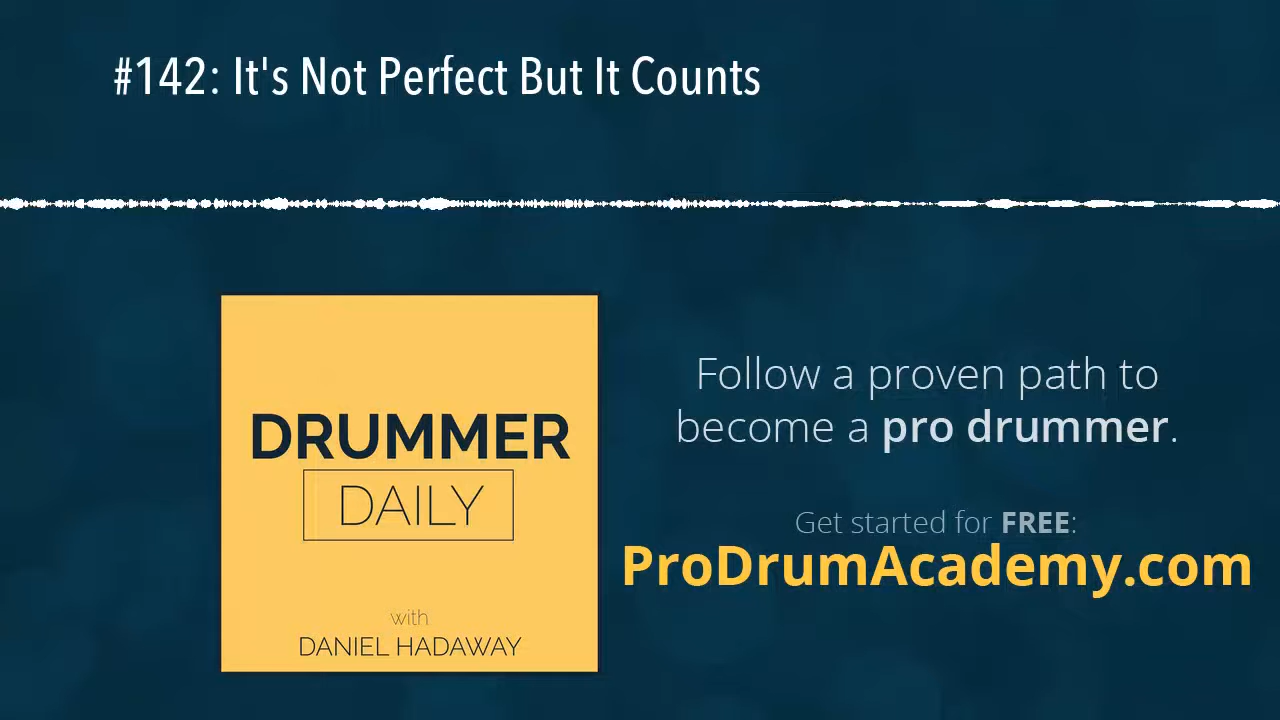 #142: It's Not Perfect But It Counts
DRUMMER
DAILY
with
DANIEL HADAWAY
Follow a proven path to
become a pro drummer.
Get started for FREE:
ProDrumAcademy.com